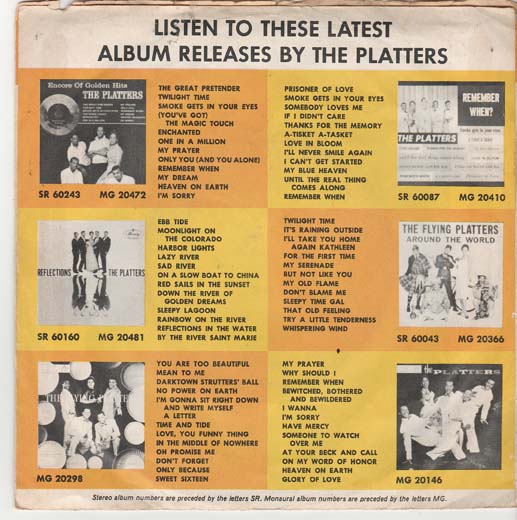 LISTEN TO THESE LATEST
ALBUM RELEASES BY THE PLATTERS
Encore Of Golden Hits
THE PLATTERS
SR 60243 MG 20472
THE GREAT PRETENDER
TWILIGHT TIME
SMOKE GETS IN YOUR EYES
(YOU'VE GOT)
THE MAGIC TOUCH
ENCHANTED
ONE IN A MILLION
MY PRAYER
ONLY YOU (AND YOU ALONE)
REMEMBER WHEN
MY DREAM
HEAVEN ON EARTH
I'M SORRY
PRISONER OF LOVE
SMOKE GETS IN YOUR EYES
SOMEBODY LOVES ME
IF I DIDN'T CARE
THANKS FOR THE MEMORY
A-TISKET A-TASKET
LOVE IN BLOOM
I'LL NEVER SMILE AGAIN
I CAN'T GET STARTED
MY BLUE HEAVEN
UNTIL THE REAL THING
COMES ALONG
REMEMBER WHEN
REMEMBER
WHEN?
THE PLATTERS
SR 60087 MG 20410
REFLECTIONS THE PLATTERS
SR 60160 MG 20481
EBB TIDE
MOONLIGHT ON
THE COLORADO
HARBOR LIGHTS
LAZY RIVER
SAD RIVER
ON A SLOW BOAT TO CHINA
RED SAILS IN THE SUNSET
DOWN THE RIVER OF
GOLDEN DREAMS
SLEEPY LAGOON
RAINBOW ON THE RIVER
REFLECTIONS IN THE WATER
BY THE RIVER SAINT MARIE
TWILIGHT TIME
IT'S RAINING OUTSIDE
I'LL TAKE YOU HOME
AGAIN KATHLEEN
FOR THE FIRST TIME
MY SERENADE
BUT NOT LIKE YOU
MY OLD FLAME
DON'T BLAME ME
SLEEPY TIME GAL
THAT OLD FEELING
TRY A LITTLE TENDERNESS
WHISPERING WIND
THE FLYING PLATTERS
AROUND THE WORLD
SR 60043 MG 20366
THE FLYING PLATTERS
MG 20298
YOU ARE TOO BEAUTIFUL
MEAN TO ME
DARKTOWN STRUTTERS' BALL
NO POWER ON EARTH
I'M GONNA SIT RIGHT DOWN
AND WRITE MYSELF
A LETTER
TIME AND TIDE
LOVE, YOU FUNNY THING
IN THE MIDDLE OF NOWHERE
OH PROMISE ME
DON'T FORGET
ONLY BECAUSE
SWEET SIXTEEN
MY PRAYER
WHY SHOULD I
REMEMBER WHEN
BEWITCHED, BOTHERED
AND BEWILDERED
I WANNA
I'M SORRY
HAVE MERCY
SOMEONE TO WATCH
OVER ME
AT YOUR BECK AND CALL
ON MY WORD OF HONOR
HEAVEN ON EARTH
GLORY OF LOVE
the PLATTERS
MG 20146
Stereo album numbers are preceded by the letters SR. Monaural album numbers are preceded by the letters MG.